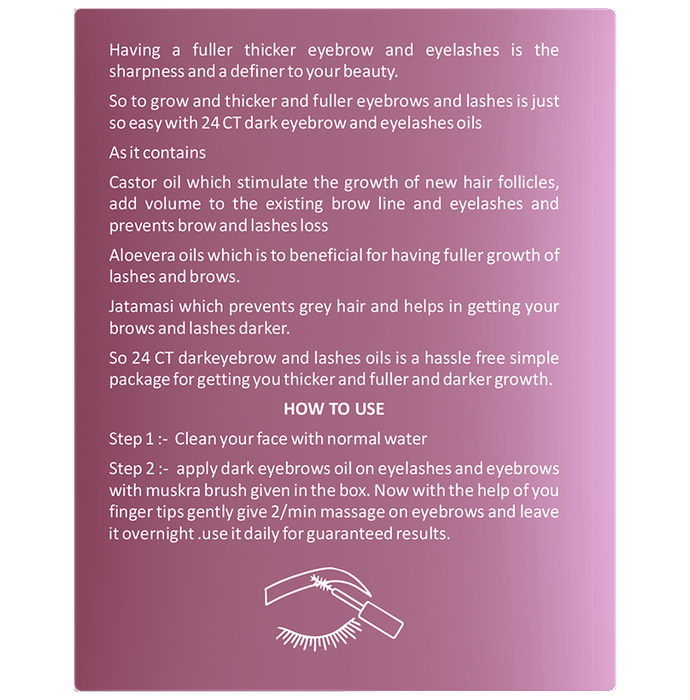 Having a fuller thicker eyebrow and eyelashes is the
sharpness and a definer to your beauty.
So to grow and thicker and fuller eyebrows and lashes is just
so easy with 24 CT dark eyebrow and eyelashes oils
As it contains
Castor oil which stimulate the growth of new hair follicles,
add volume to the existing brow line and eyelashes and
prevents brow and lashes loss
Aloevera oils which is to beneficial for having fuller growth of
lashes and brows.
Jatamasi which prevents grey hair and helps in getting your
brows and lashes darker.
So 24 CT darkeyebrow and lashes oils is a hassle free simple
package for getting you thicker and fuller and darker growth.
HOW TO USE
Step 1 :-  Clean your face with normal water
Step 2 :-  apply dark eyebrows oil on eyelashes and eyebrows
with muskra brush given in the box. Now with the help of you
finger tips gently give 2/min massage on eyebrows and leave
it overnight .use it daily for guaranteed results.